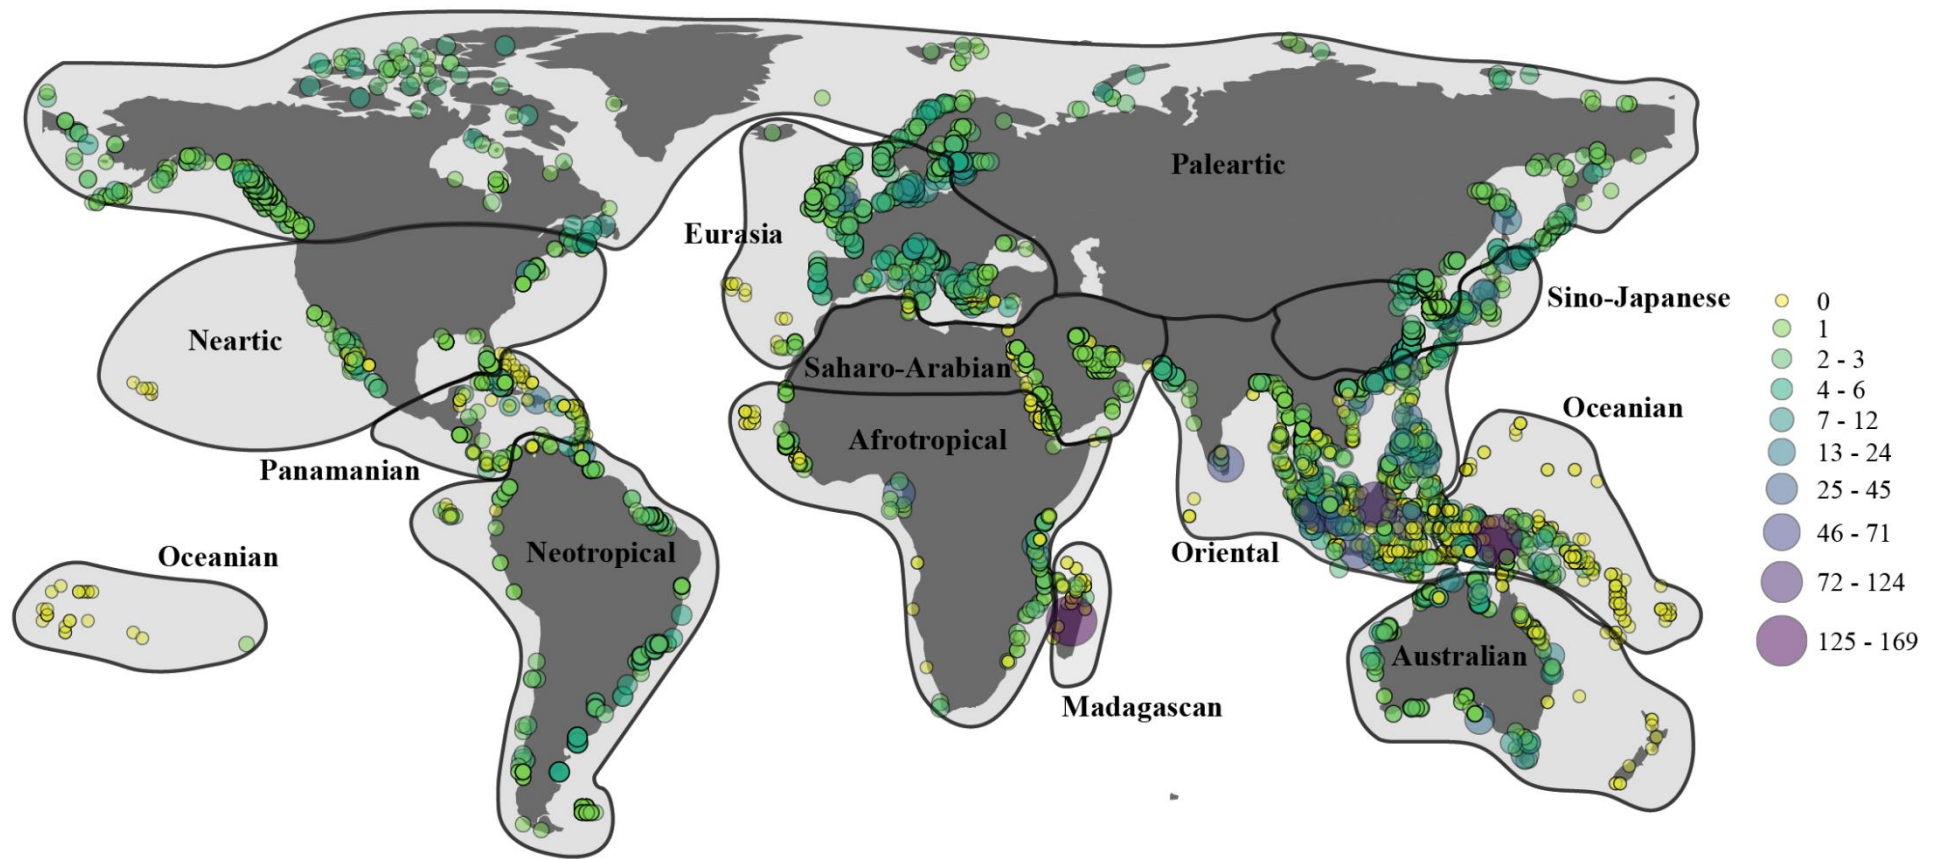 Paleartic
Eurasia
Sino-Japanese
Neartic
Saharo-Arabian
Oceanian
Afrotropical
Panamanian
Oceanian
Neotropical
Oriental
Australian
Madagascan
0
1
2 - 3
4 - 6
7 - 12
13 - 24
25 - 45
46 - 71
72 - 124
125 - 169